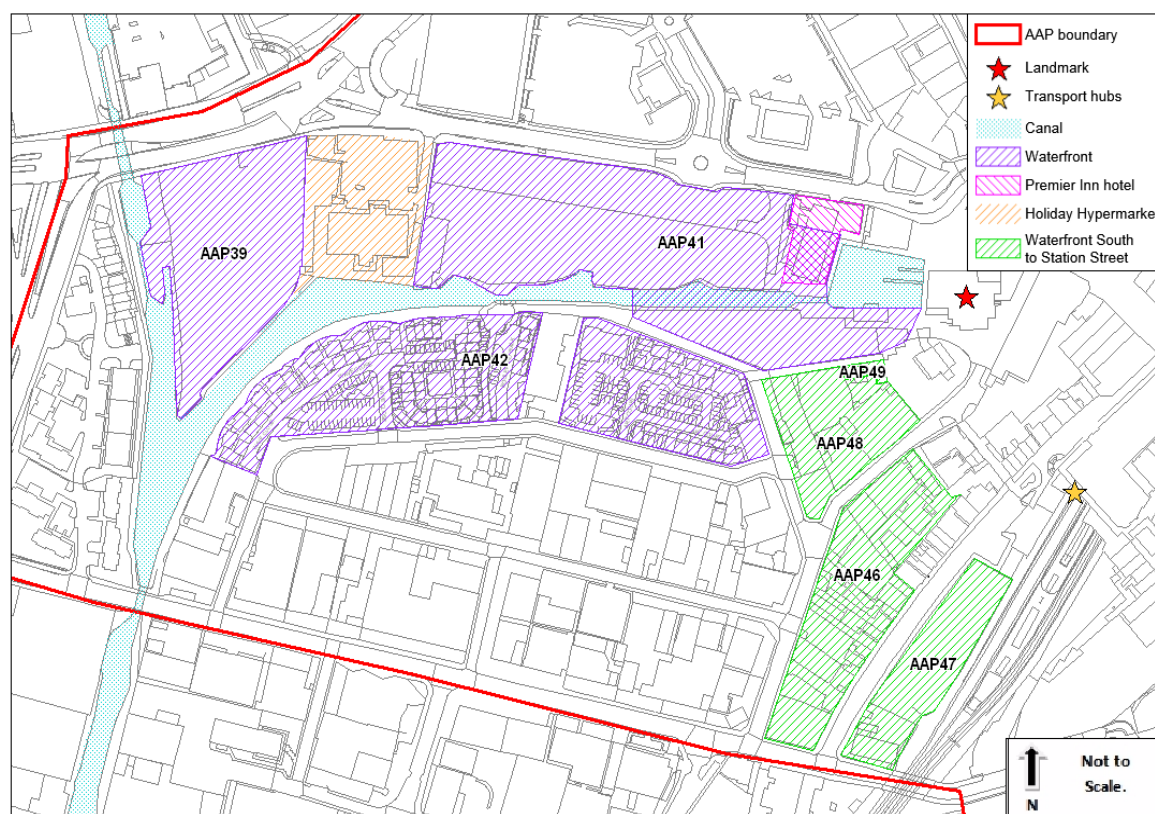 AAP boundary
Landmark
Transport hubs
Canal
Waterfront
Premier Inn hotel
Holiday Hypermarke
Waterfront South
to Station Street
AAP39
AAP41
AAP42
AAP49
AAP48
AAP46
AAP47
Not to
Scale.
N